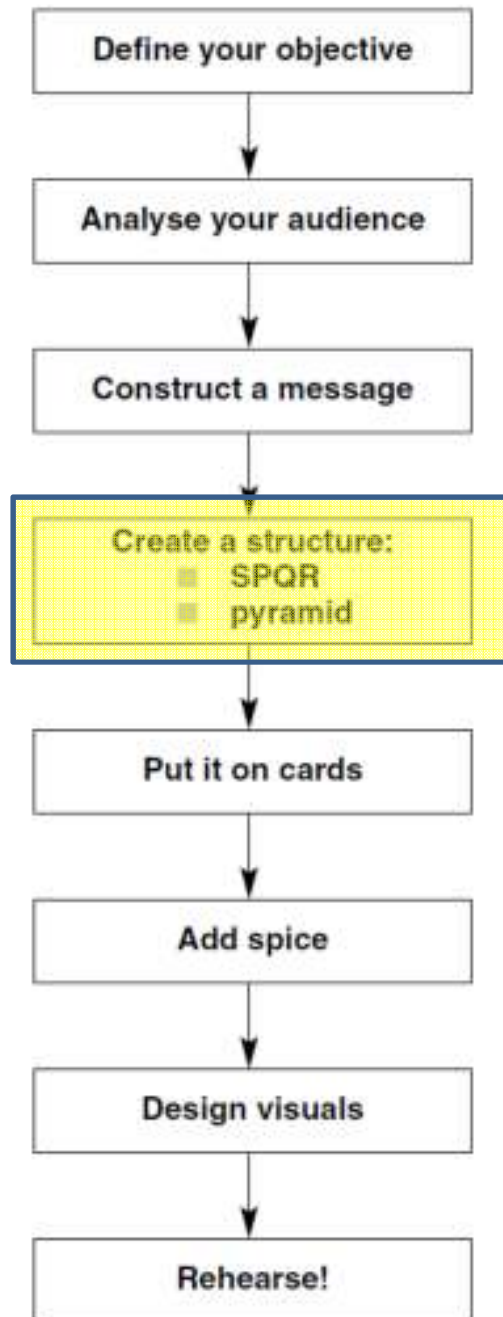 Define your objective
Analyse your audience
Construct a message
Create a structure:
■ SPQR
■ pyramid
Put it on cards
Add spice
Design visuals
Rehearse!